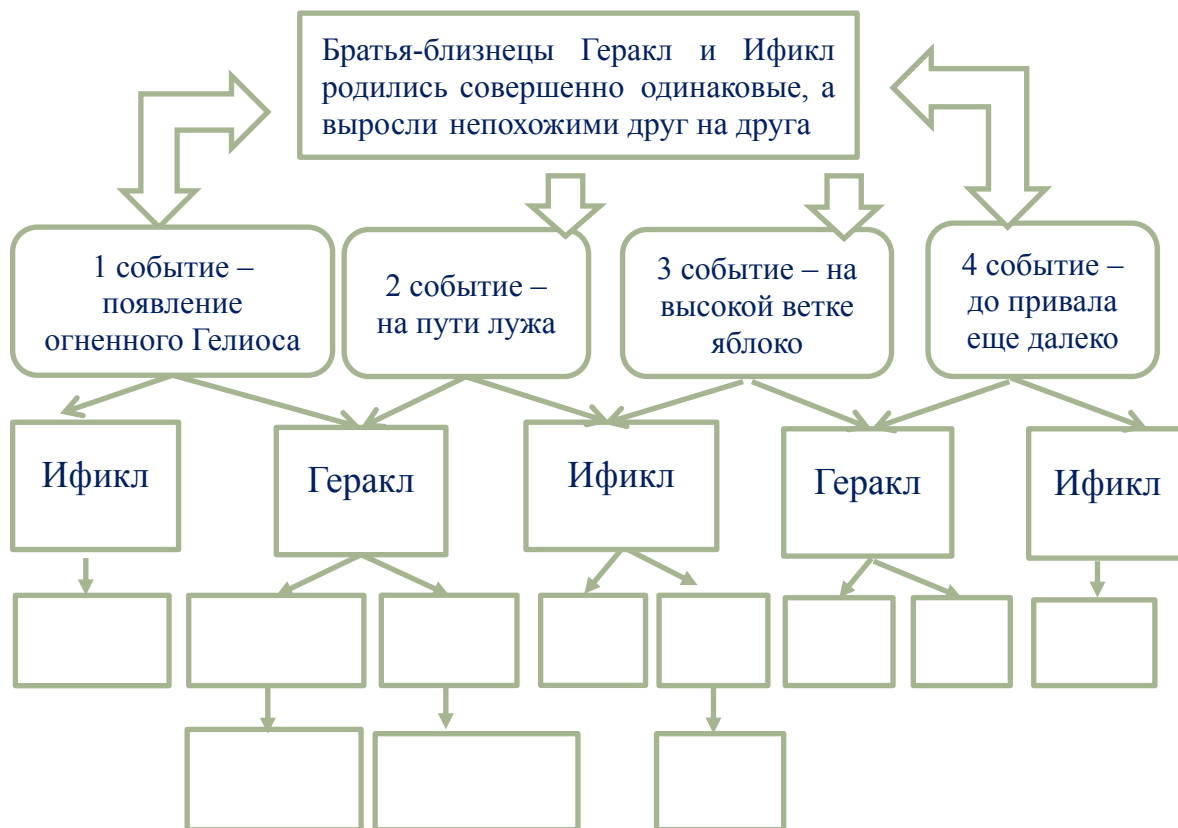 Братья-близнецы Геракл и Ификл
родились совершенно одинаковые, а
выросли непохожими друг на друга
1 событие –
появление
огненного Гелиоса
2 событие –
на пути лужа
3 событие – на
высокой ветке
яблоко
4 событие –
до привала
еще далеко
Ификл
Геракл
Ификл
Геракл
Ификл